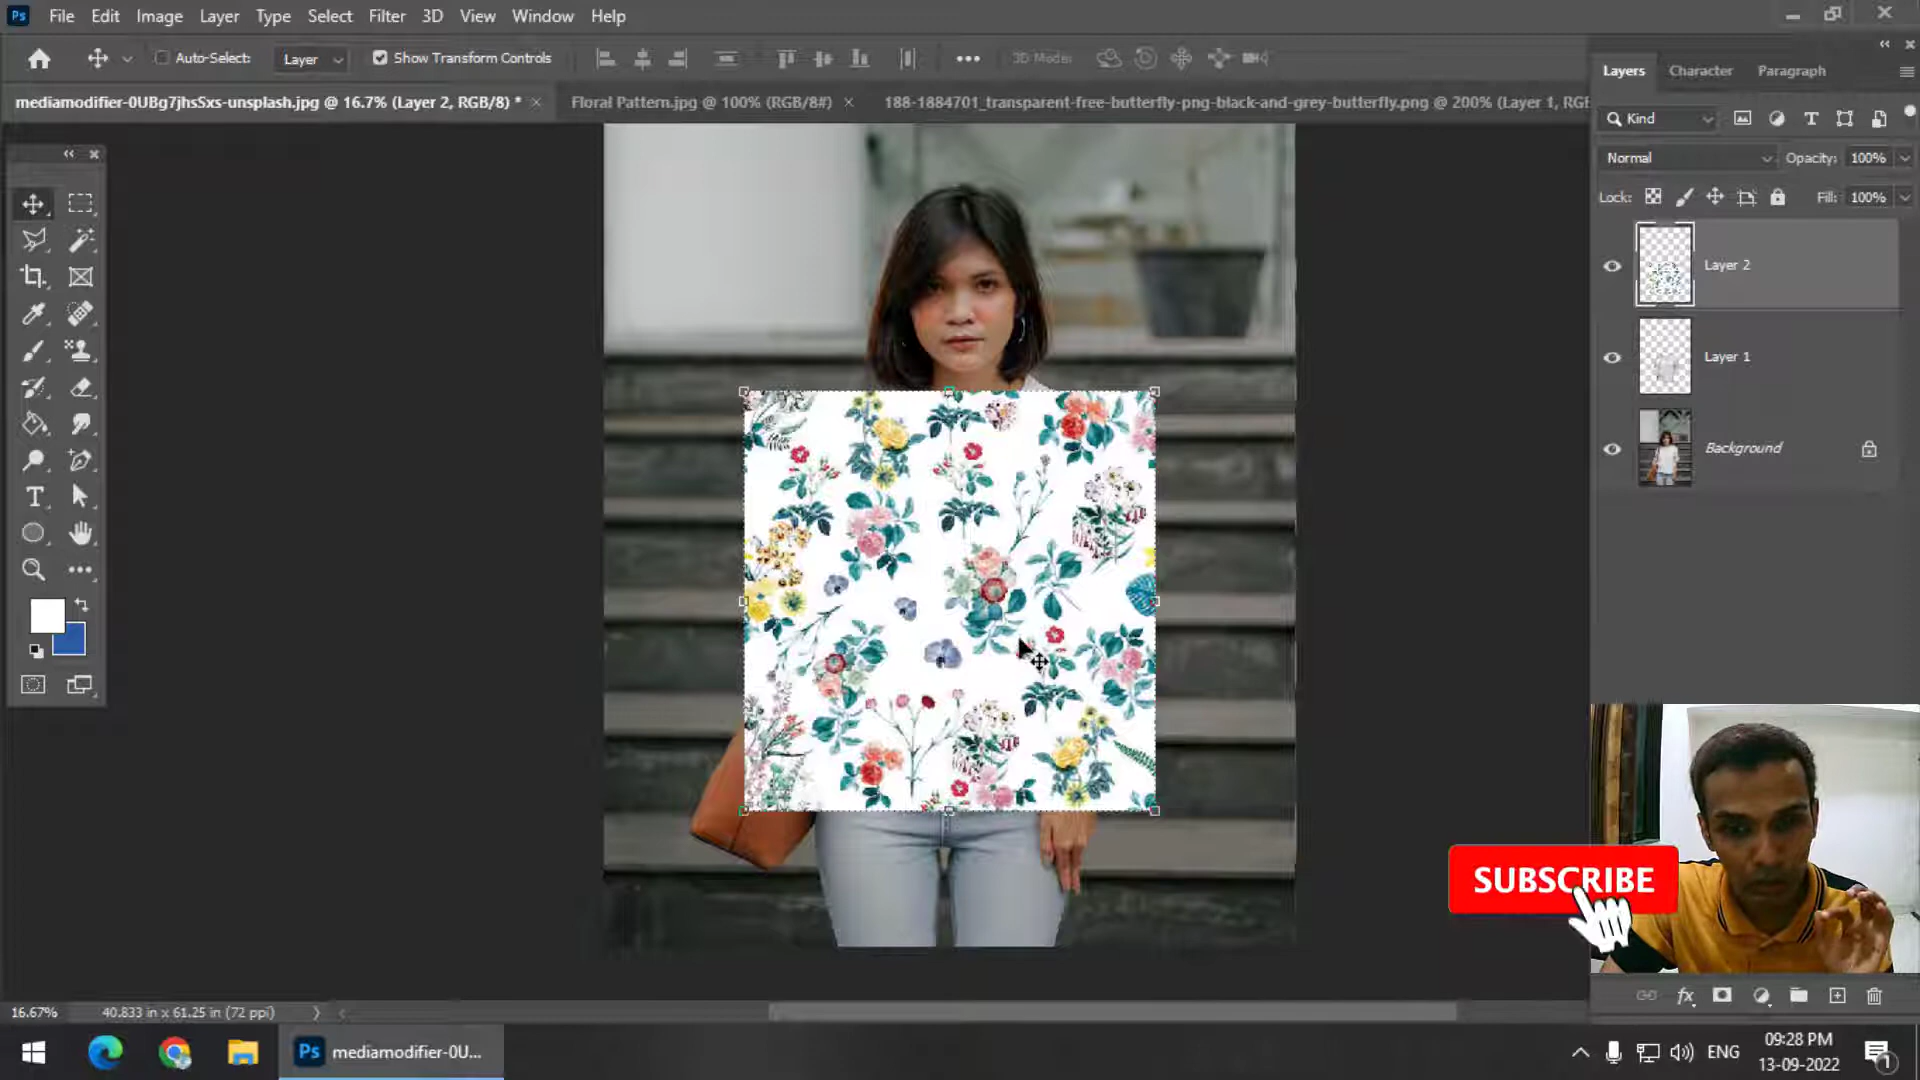 Ps File Edit Image Layer Type Select Filter 3D View Window Help
Auto-Select: Layer Show Transform Controls 3D Mode:
mediamodifier-0UBg7jhsSxs-unsplash.jpg @ 16.7% (Layer 2, RGB/8) * Floral Pattern.jpg @ 100% (RGB/8#) 188-1884701_transparent-free-butterfly-png-black-and-grey-butterfly.png @ 200% (Layer 1, RGB
Layers Character Paragraph
Kind
Normal Opacity: 100%
Lock: Fill: 100%
Layer 2
Layer 1
Background
SUBSCRIBE
16.67% 40.833 in x 61.25 in (72 ppi)
Ps mediamodifier-0U...
ENG
09:28 PM
13-09-2022
1